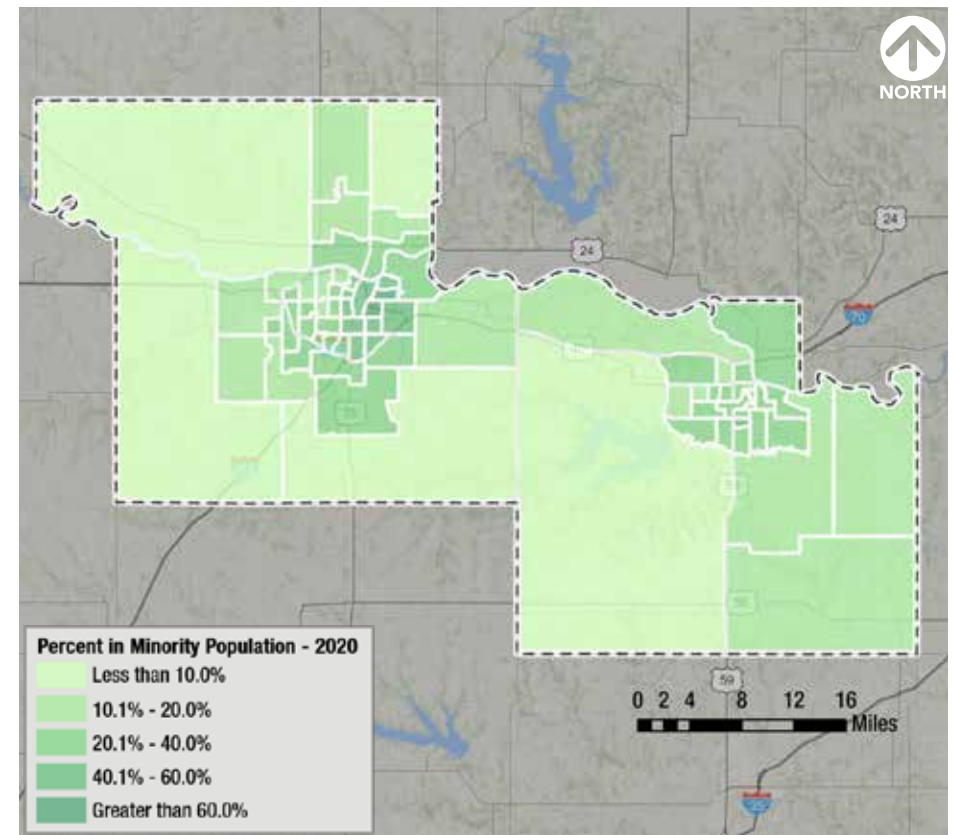 NORTH
24
24
70
59
25
Percent in Minority Population - 2020
Less than 10.0%
10.1% - 20.0%
20.1% - 40.0%
40.1% - 60.0%
Greater than 60.0%
0 2 4 8 12 16
Miles